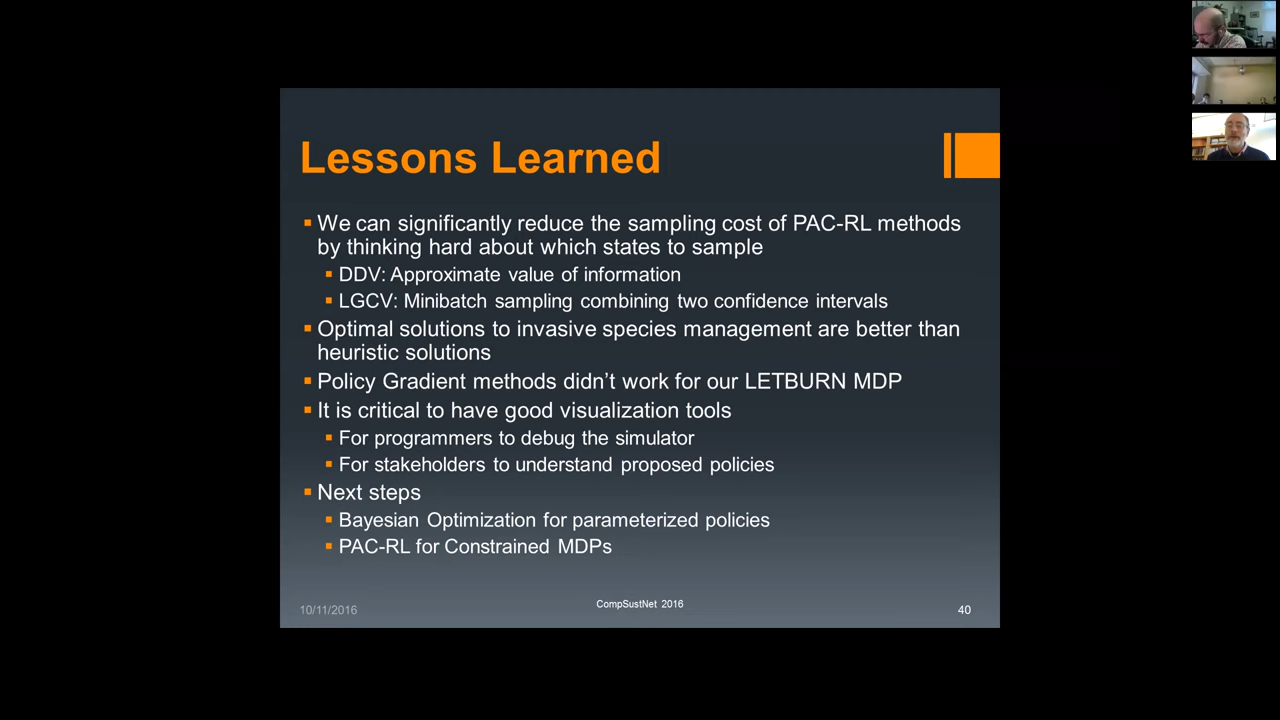 Lessons Learned
We can significantly reduce the sampling cost of PAC-RL methods
by thinking hard about which states to sample
DDV: Approximate value of information
LGCV: Minibatch sampling combining two confidence intervals
Optimal solutions to invasive species management are better than
heuristic solutions
Policy Gradient methods didn’t work for our LETBURN MDP
It is critical to have good visualization tools
For programmers to debug the simulator
For stakeholders to understand proposed policies
Next steps
Bayesian Optimization for parameterized policies
PAC-RL for Constrained MDPs
10/11/2016
CompSustNet 2016
40